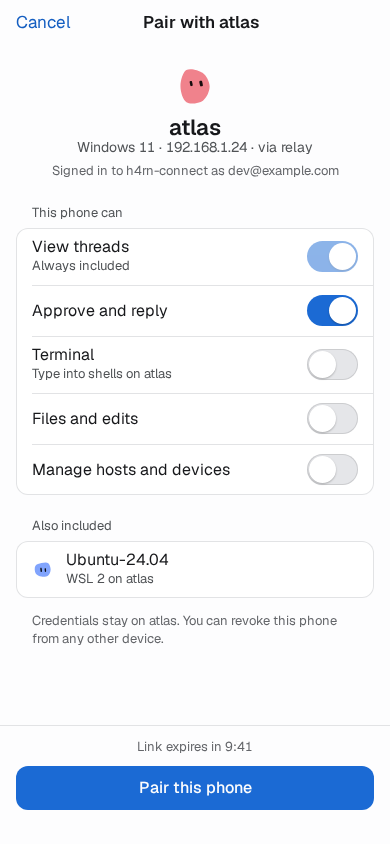 Cancel
Pair with atlas
atlas
Windows 11 · 192.168.1.24 · via relay
Signed in to h4rn-connect as dev@example.com
This phone can
View threads
Always included
Approve and reply
Terminal
Type into shells on atlas
Files and edits
Manage hosts and devices
Also included
Ubuntu-24.04
WSL 2 on atlas
Credentials stay on atlas. You can revoke this phone
from any other device.
Link expires in 9:41
Pair this phone